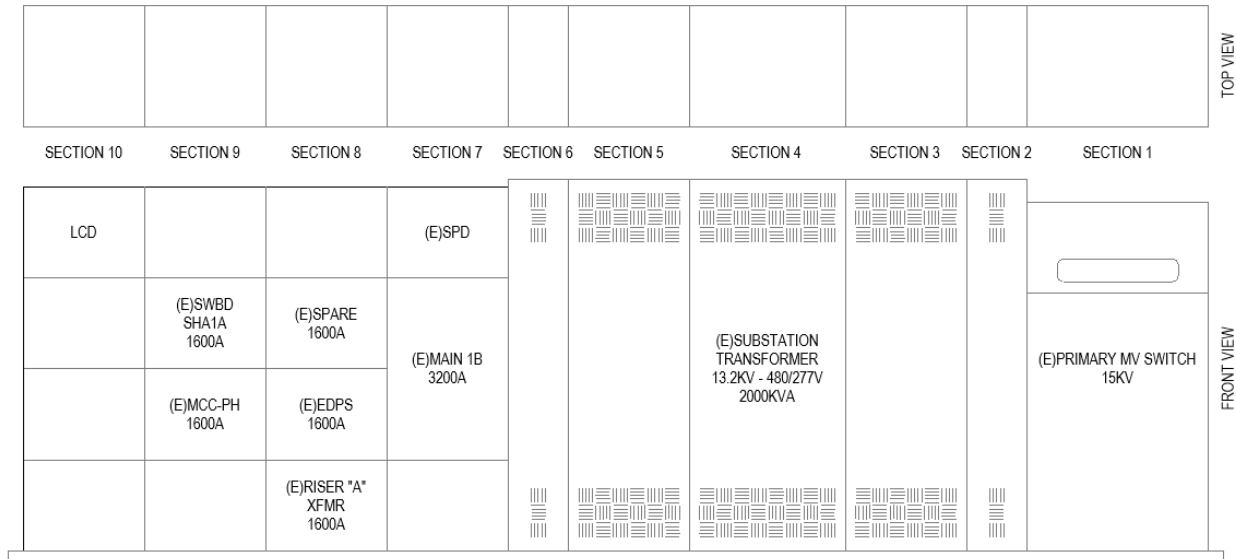 TOP VIEW
SECTION 10 SECTION 9 SECTION 8 SECTION 7 SECTION 6 SECTION 5 SECTION 4 SECTION 3 SECTION 2 SECTION 1
LCD
(E)SPD
(E)SWBD
SHA1A
1600A
(E)SPARE
1600A
(E)MAIN 1B
3200A
(E)SUBSTATION
TRANSFORMER
13.2KV - 480/277V
2000KVA
(E)PRIMARY MV SWITCH
15KV
FRONT VIEW
(E)MCC-PH
1600A
(E)EDPS
1600A
(E)RISER "A"
XFMR
1600A